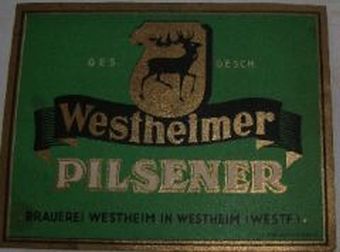 GES. GESCH.
Westheimer
PILSENER
BRAUEREI WESTHEIM IN WESTHEIM (WESTF.)